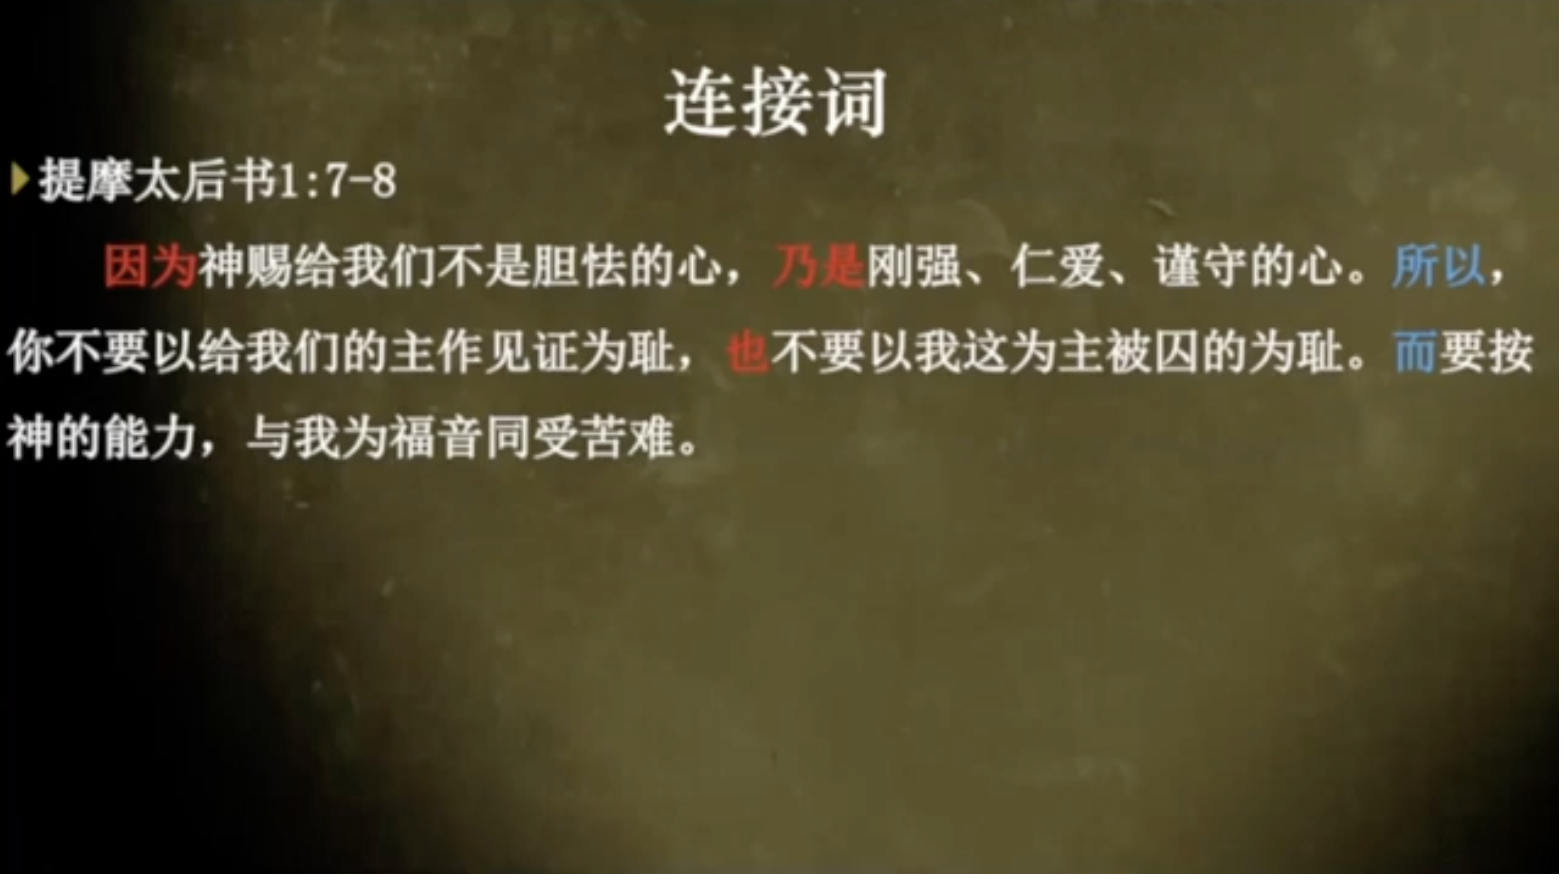 连接词
提摩太后书1:7-8
因为神赐给我们不是胆怯的心，乃是刚强、仁爱、谨守的心。所以，
你不要以给我们的主作见证为耻，也不要以我这为主被囚的为耻。而要按
神的能力，与我为福音同受苦难。